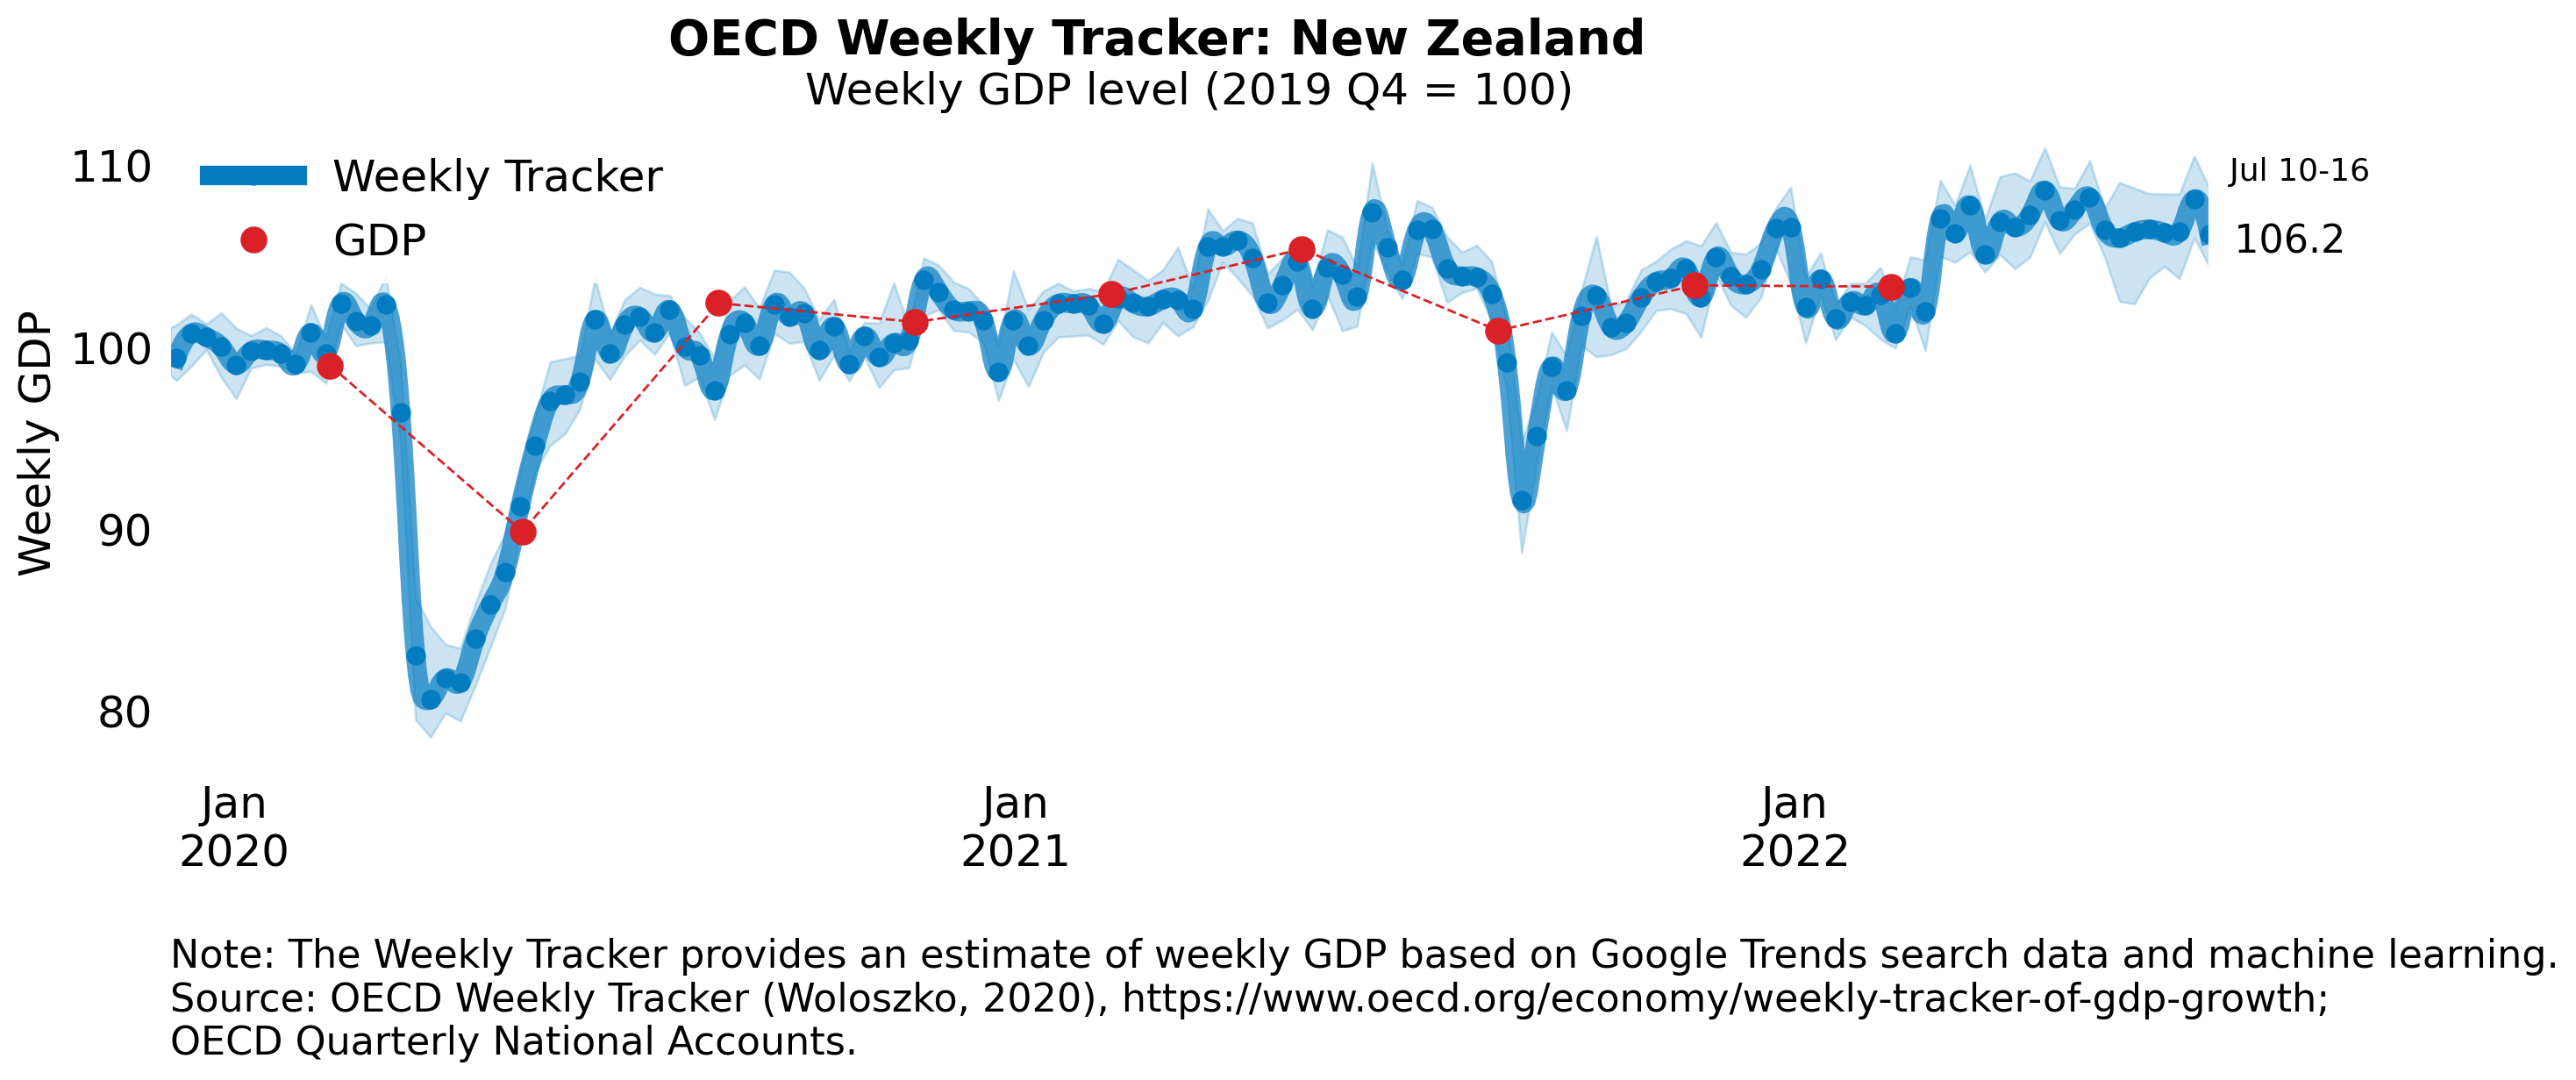 OECD Weekly Tracker: New Zealand
Weekly GDP level (2019 Q4 = 100)
Weekly Tracker
GDP
Jul 10-16
106.2
Weekly GDP
110
100
90
80
Jan
2020
Jan
2021
Jan
2022
Note: The Weekly Tracker provides an estimate of weekly GDP based on Google Trends search data and machine learning.
Source: OECD Weekly Tracker (Woloszko, 2020), https://www.oecd.org/economy/weekly-tracker-of-gdp-growth;
OECD Quarterly National Accounts.